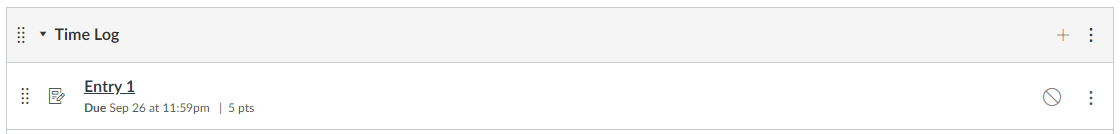 Time Log
Entry 1
Due Sep 26 at 11:59pm | 5 pts